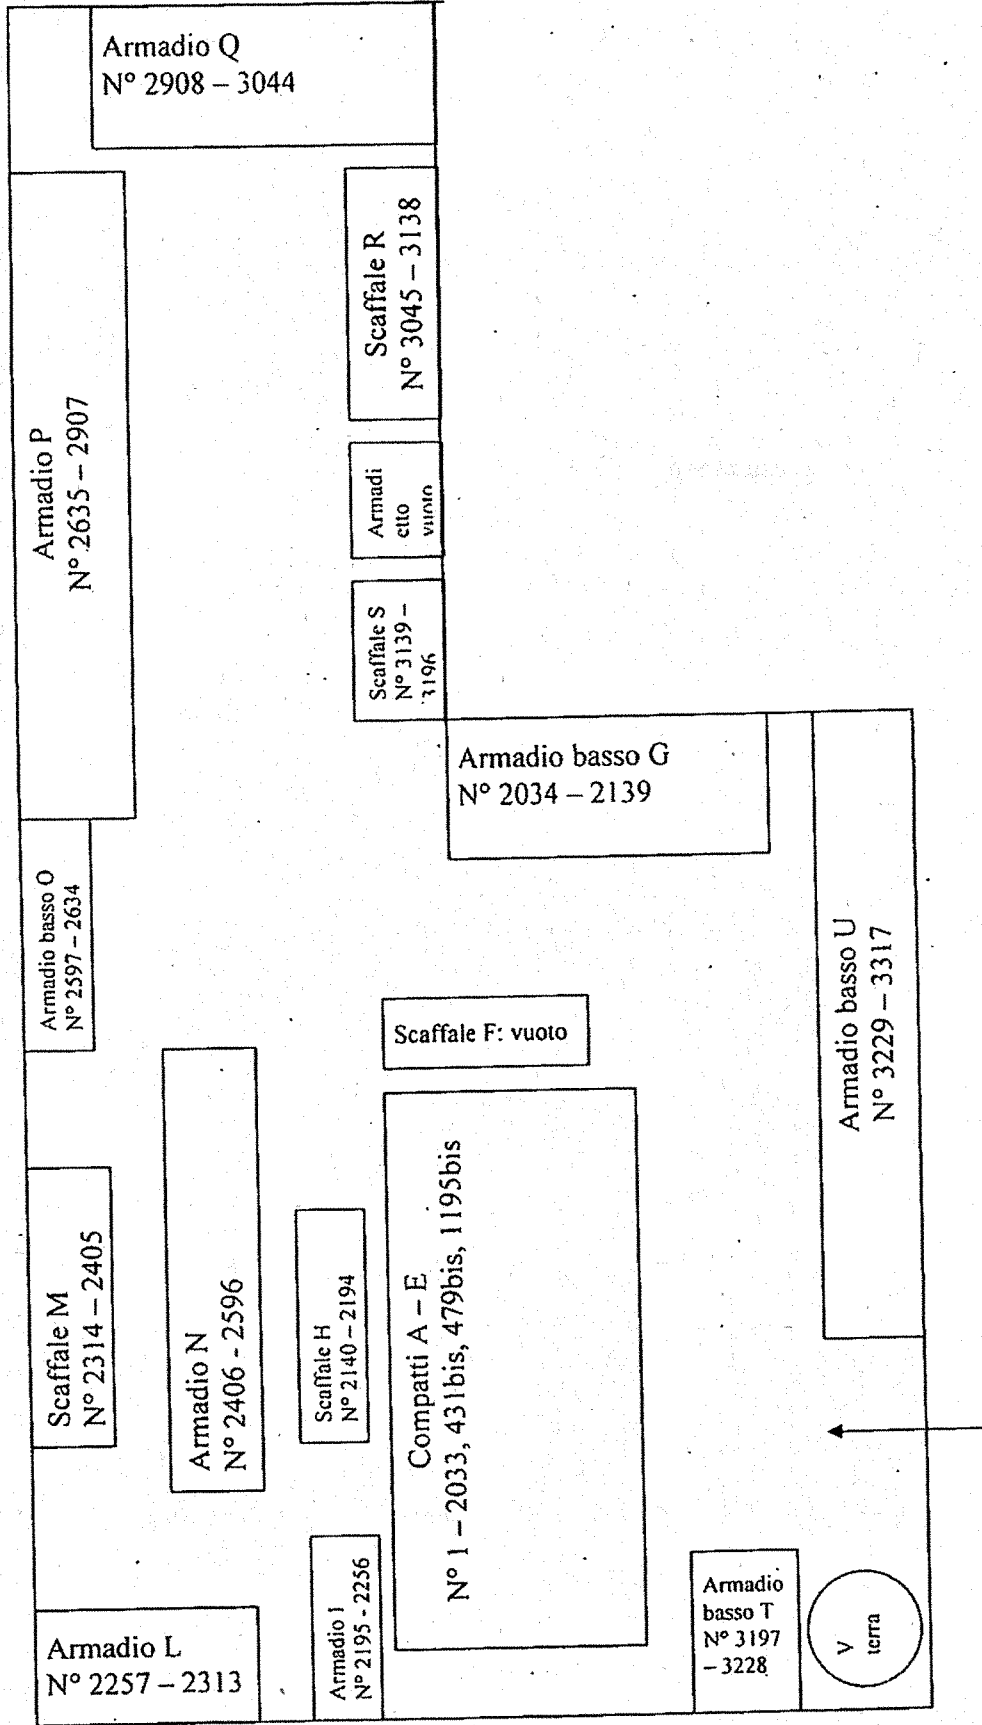 Armadio Q
N° 2908 – 3044
Armadio P
N° 2635 – 2907
Scaffale R
N° 3045 – 3138
Armadi
etto
vuoto
Scaffale S
N° 3139 –
3196
Armadio basso G
N° 2034 – 2139
Armadio basso O
N° 2597 – 2634
Armadio basso U
N° 3229 – 3317
Scaffale F: vuoto
Scaffale M
N° 2314 – 2405
Armadio N
N° 2406 - 2596
Scaffale H
N° 2140 – 2194
Compatti A – E
N° 1 – 2033, 431bis, 479bis, 1195bis
Armadio L
N° 2257 – 2313
Armadio I
N° 2195 - 2256
Armadio
basso T
N° 3197
– 3228
V
terra